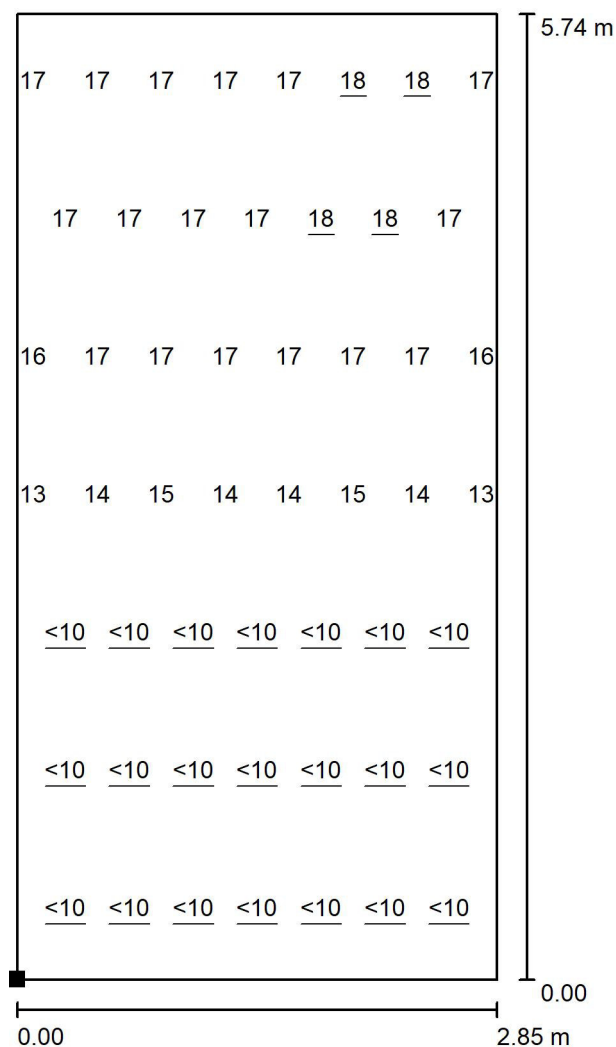 5.74 m
17 17 17 17 17 18 18 17
17 17 17 17 18 18 17
16 17 17 17 17 17 17 16
13 14 15 14 14 15 14 13
<10 <10 <10 <10 <10 <10 <10
<10 <10 <10 <10 <10 <10 <10
<10 <10 <10 <10 <10 <10 <10
0.00
0.00 2.85 m